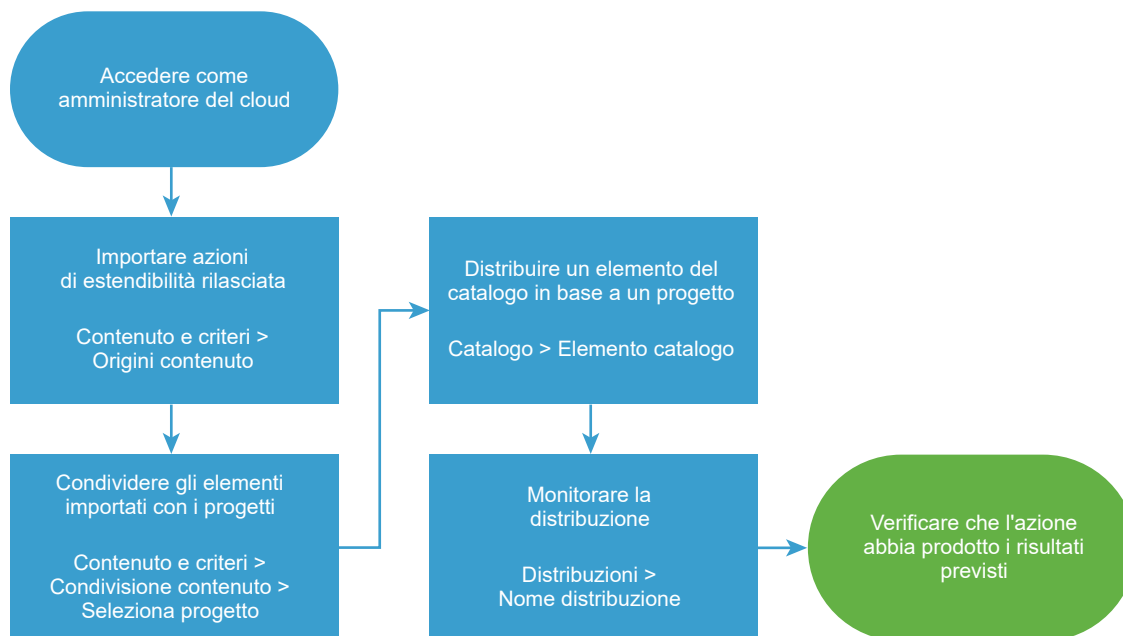 Accedere come
amministratore del cloud
Importare azioni
di estendibilità rilasciata
Contenuto e criteri >
Origini contenuto
Condividere gli elementi
importati con i progetti
Contenuto e criteri >
Condivisione contenuto >
Seleziona progetto
Distribuire un elemento del
catalogo in base a un progetto
Catalogo > Elemento catalogo
Monitorare la
distribuzione
Distribuzioni >
Nome distribuzione
Verificare che l'azione
abbia prodotto i risultati
previsti